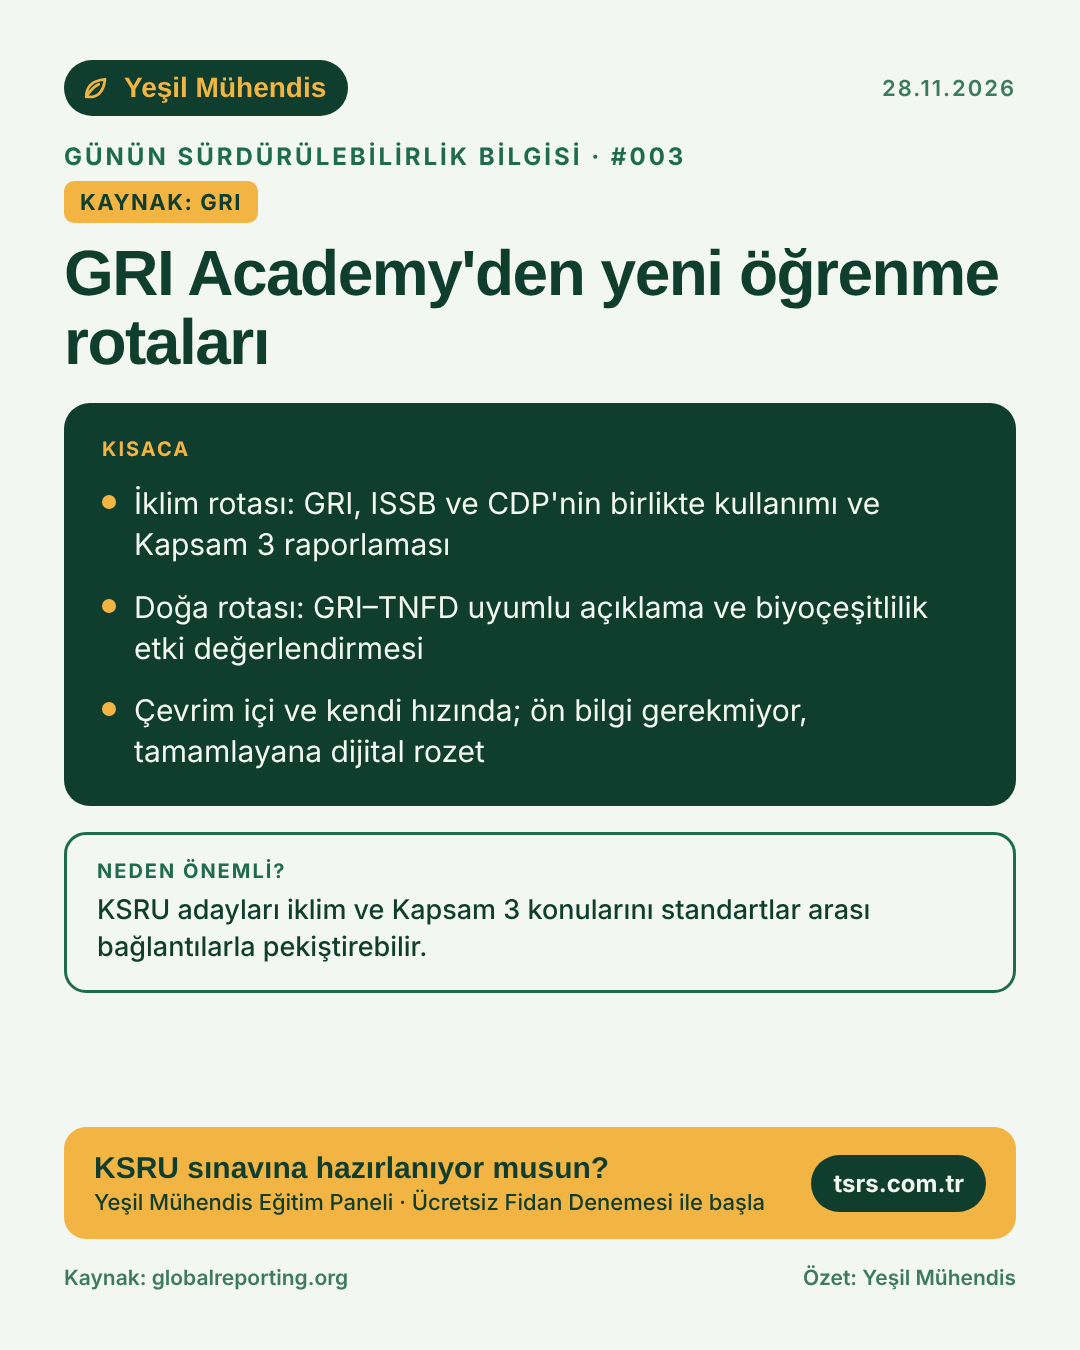 Yeşil Mühendis
28.11.2026
GÜNÜN SÜRDÜRÜLEBİLİRLİK BİLGİSİ · #003
KAYNAK: GRI
GRI Academy'den yeni öğrenme
rotaları
KISACA
İklim rotası: GRI, ISSB ve CDP'nin birlikte kullanımı ve
Kapsam 3 raporlaması
Doğa rotası: GRI–TNFD uyumlu açıklama ve biyoçeşitlilik
etki değerlendirmesi
Çevrim içi ve kendi hızında; ön bilgi gerekmiyor,
tamamlayana dijital rozet
NEDEN ÖNEMLİ?
KSRU adayları iklim ve Kapsam 3 konularını standartlar arası
bağlantılarla pekiştirebilir.
KSRU sınavına hazırlanıyor musun?
Yeşil Mühendis Eğitim Paneli · Ücretsiz Fidan Denemesi ile başla
tsrs.com.tr
Kaynak: globalreporting.org
Özet: Yeşil Mühendis